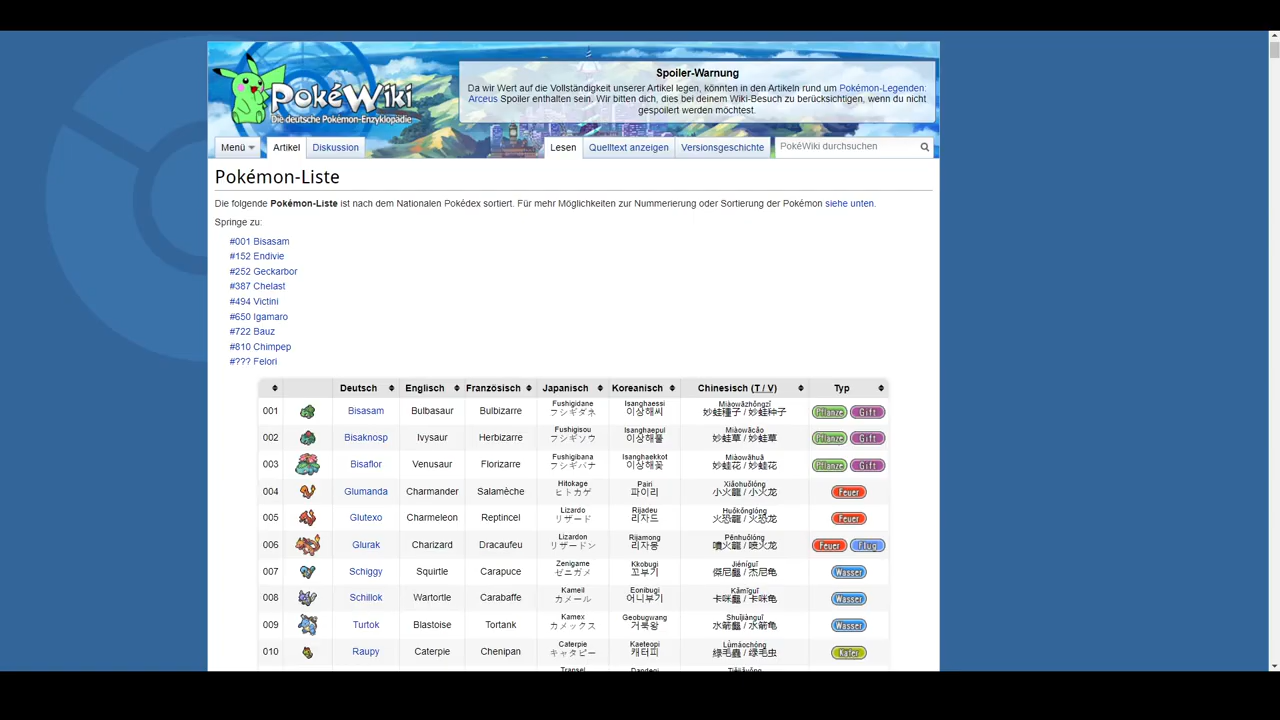 PokéWiki
Die deutsche Pokémon-Enzyklopädie
Spoiler-Warnung
Da wir Wert auf die Vollständigkeit unserer Artikel legen, könnten in den Artikeln rund um Pokémon-Legenden:
Arceus Spoiler enthalten sein. Wir bitten dich, dies bei deinem Wiki-Besuch zu berücksichtigen, wenn du nicht
gespoilert werden möchtest.
Menü Artikel Diskussion Lesen Quelltext anzeigen Versionsgeschichte PokéWiki durchsuchen
Pokémon-Liste
Die folgende Pokémon-Liste ist nach dem Nationalen Pokédex sortiert. Für mehr Möglichkeiten zur Nummerierung oder Sortierung der Pokémon siehe unten.
Springe zu:
#001 Bisasam
#152 Endivie
#252 Geckarbor
#387 Chelast
#494 Victini
#650 Igamaro
#722 Bauz
#810 Chimpep
#??? Felori
Deutsch Englisch Französisch Japanisch Koreanisch Chinesisch (T / V) Typ
Fushigidane Isanghaessi Miàowāzhǒngzǐ
001 Bisasam Bulbasaur Bulbizarre フシギダネ 이상해씨 妙蛙種子 / 妙蛙种子 Pflanze Gift
Fushigisou Isanghaepul Miàowācǎo
002 Bisaknosp Ivysaur Herbizarre フシギソウ 이상해풀 妙蛙草 / 妙蛙草 Pflanze Gift
Fushigibana Isanghaekkot Miàowāhuā
003 Bisaflor Venusaur Florizarre フシギバナ 이상해꽃 妙蛙花 / 妙蛙花 Pflanze Gift
Hitokage Pairi Xiǎohuǒlóng
004 Glumanda Charmander Salamèche ヒトカゲ 파이리 小火龍 / 小火龙 Feuer
Lizardo Rijadeu Huǒkǒnglóng
005 Glutexo Charmeleon Reptincel リザード 리자드 火恐龍 / 火恐龙 Feuer
Lizardon Rijamong Pēnhuǒlóng
006 Glurak Charizard Dracaufeu リザードン 리자몽 噴火龍 / 喷火龙 Feuer Flug
Zenigame Kkobugi Jiéníguī
007 Schiggy Squirtle Carapuce ゼニガメ 꼬부기 傑尼龜 / 杰尼龟 Wasser
Kameil Eonibugi Kǎmīguī
008 Schillok Wartortle Carabaffe カメール 어니부기 卡咪龜 / 卡咪龟 Wasser
Kamex Geobugwang Shuǐjiànguī
009 Turtok Blastoise Tortank カメックス 거북왕 水箭龜 / 水箭龟 Wasser
Caterpie Kaeteopi Lǜmáochóng
010 Raupy Caterpie Chenipan キャタピー 캐터피 綠毛蟲 / 绿毛虫 Käfer